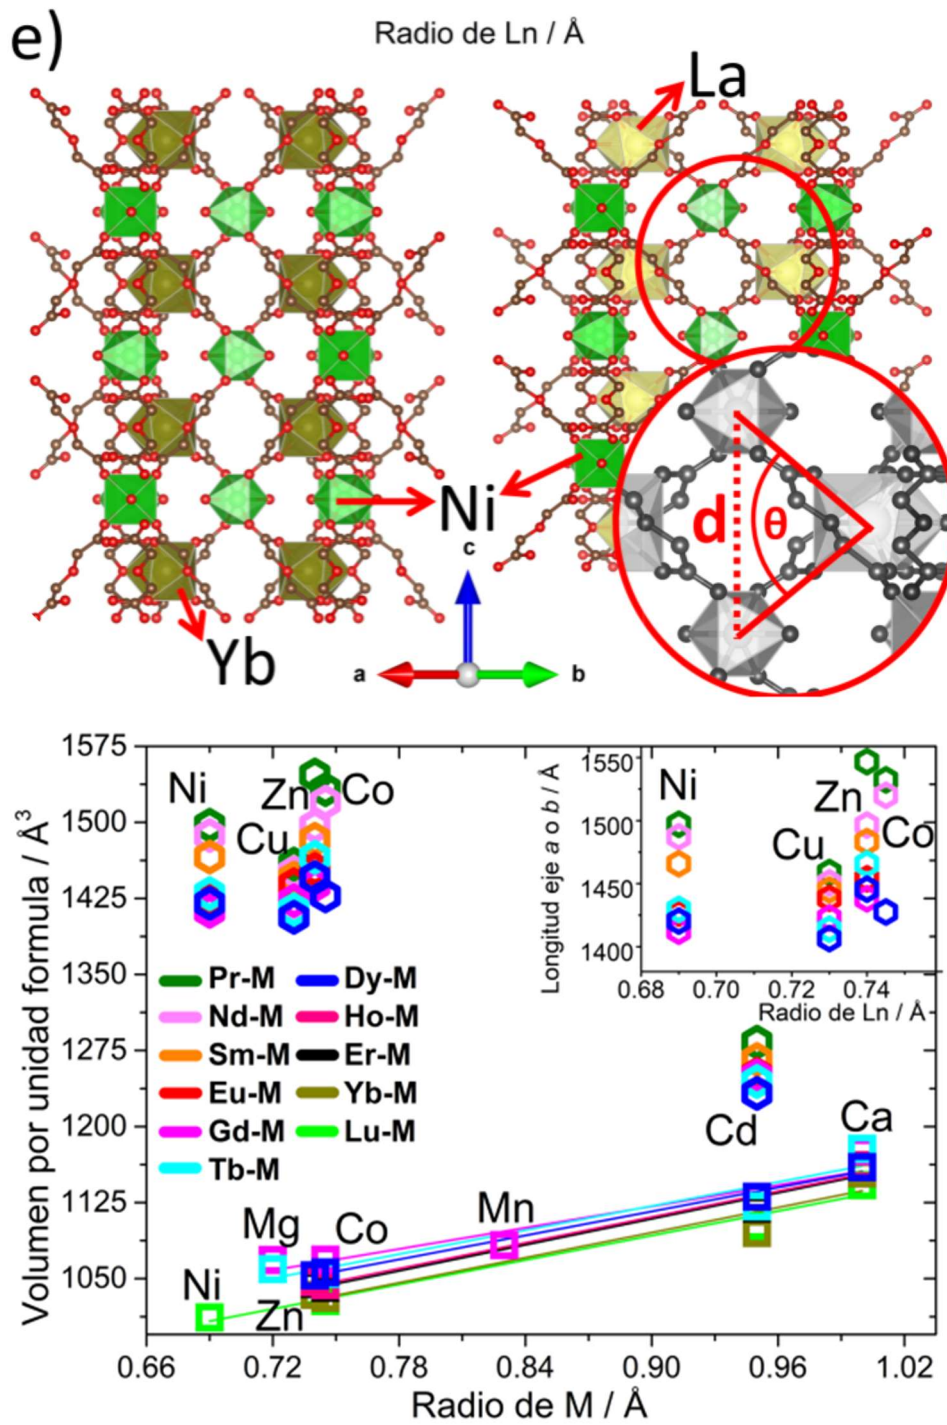 e)
Radio de Ln / Å
La
Ni
Yb
d
θ
c
a
b
1575
1500
1425
1350
1275
1200
1125
1050
Volumen por unidad formula / Å³
Ni
Zn
Co
Cu
Pr-M
Dy-M
Nd-M
Ho-M
Sm-M
Er-M
Eu-M
Yb-M
Gd-M
Lu-M
Tb-M
1550
1500
1450
1400
Longitud eje a o b / Å
Ni
Zn
Cu
Co
0.68
0.70
0.72
0.74
Radio de Ln / Å
Cd
Ca
Mg
Co
Mn
Ni
Zn
0.66
0.72
0.78
0.84
0.90
0.96
1.02
Radio de M / Å